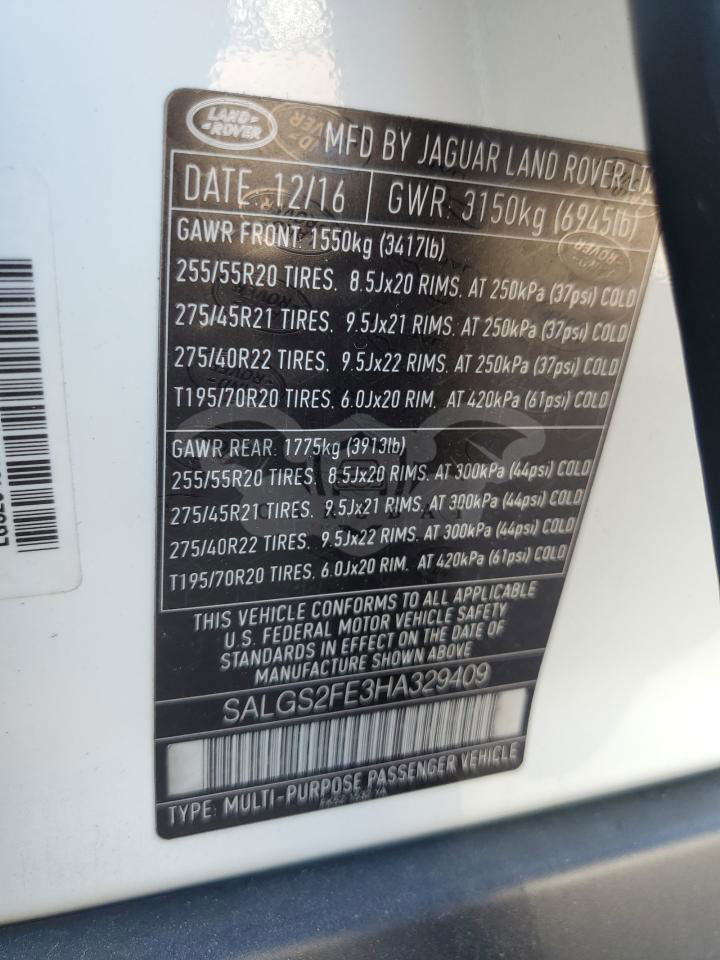 LAND
ROVER
MFD BY JAGUAR LAND ROVER
DATE 12/16 GWR: 3150kg (6945lb)
GAWR FRONT 1550kg (3417lb)
255/55R20 TIRES. 8.5Jx20 RIMS. AT 250kPa (37psi) COLD
275/45R21 TIRES. 9.5Jx21 RIMS. AT 250kPa (37psi) COLD
275/40R22 TIRES. 9.5Jx22 RIMS. AT 250kPa (37psi) COLD
T195/70R20 TIRES. 6.0Jx20 RIM. AT 420kPa (61psi) COLD
GAWR REAR: 1775kg (3913lb)
255/55R20 TIRES. 8.5Jx20 RIMS. AT 300kPa (44psi) COLD
275/45R21 TIRES. 9.5Jx21 RIMS. AT 300kPa (44psi) COLD
275/40R22 TIRES. 9.5Jx22 RIMS. AT 300kPa (44psi) COLD
T195/70R20 TIRES. 6.0Jx20 RIM. AT 420kPa (61psi) COLD
THIS VEHICLE CONFORMS TO ALL APPLICABLE
U.S. FEDERAL MOTOR VEHICLE SAFETY
STANDARDS IN EFFECT ON THE DATE OF
MANUFACTURE SHOWN ABOVE
SALGS2FE3HA329409
TYPE: MULTI-PURPOSE PASSENGER VEHICLE